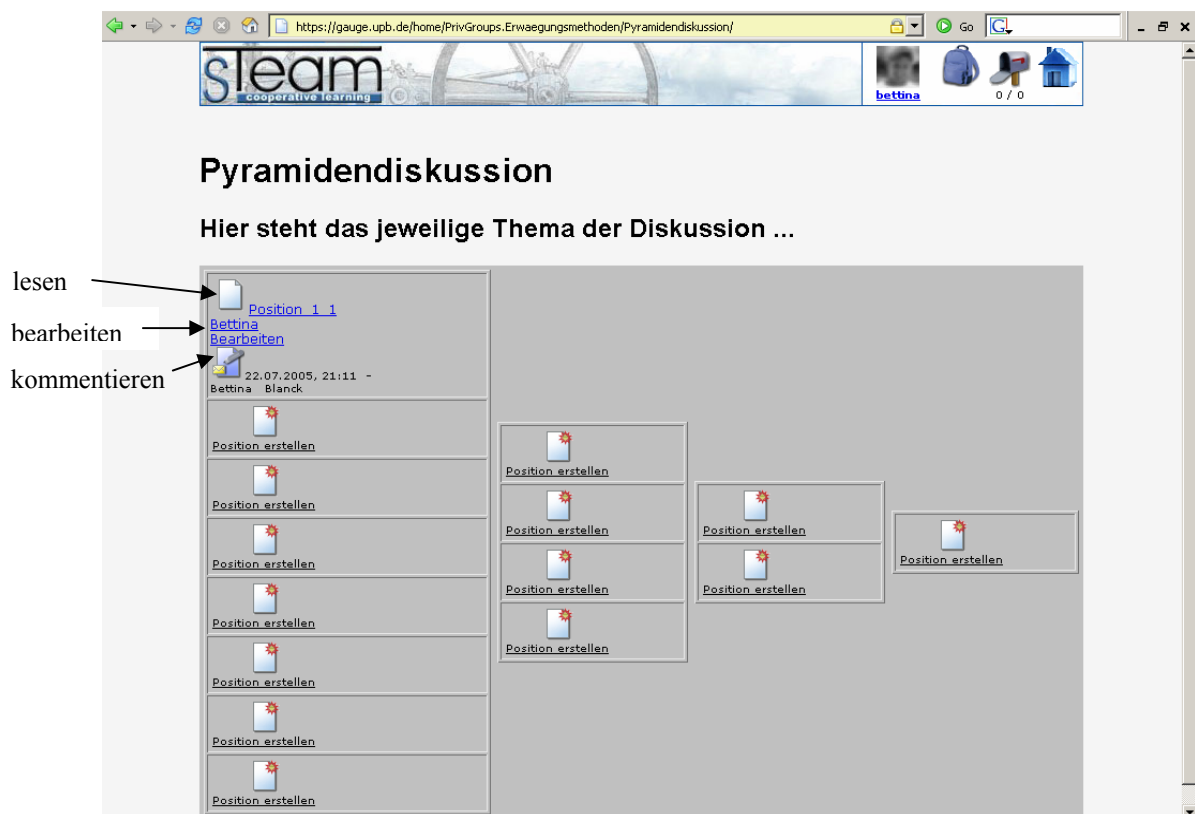 https://gauge.upb.de/home/PrivGroups.Erwaegungsmethoden/Pyramidendiskussion/
Go
G
sTeam
cooperative learning
bettina
0 / 0
Pyramidendiskussion
Hier steht das jeweilige Thema der Diskussion ...
lesen
bearbeiten
kommentieren
Position_1_1
Bettina
Bearbeiten
22.07.2005, 21:11 -
Bettina Blanck
Position erstellen
Position erstellen
Position erstellen
Position erstellen
Position erstellen
Position erstellen
Position erstellen
Position erstellen
Position erstellen
Position erstellen
Position erstellen
Position erstellen
Position erstellen
Position erstellen